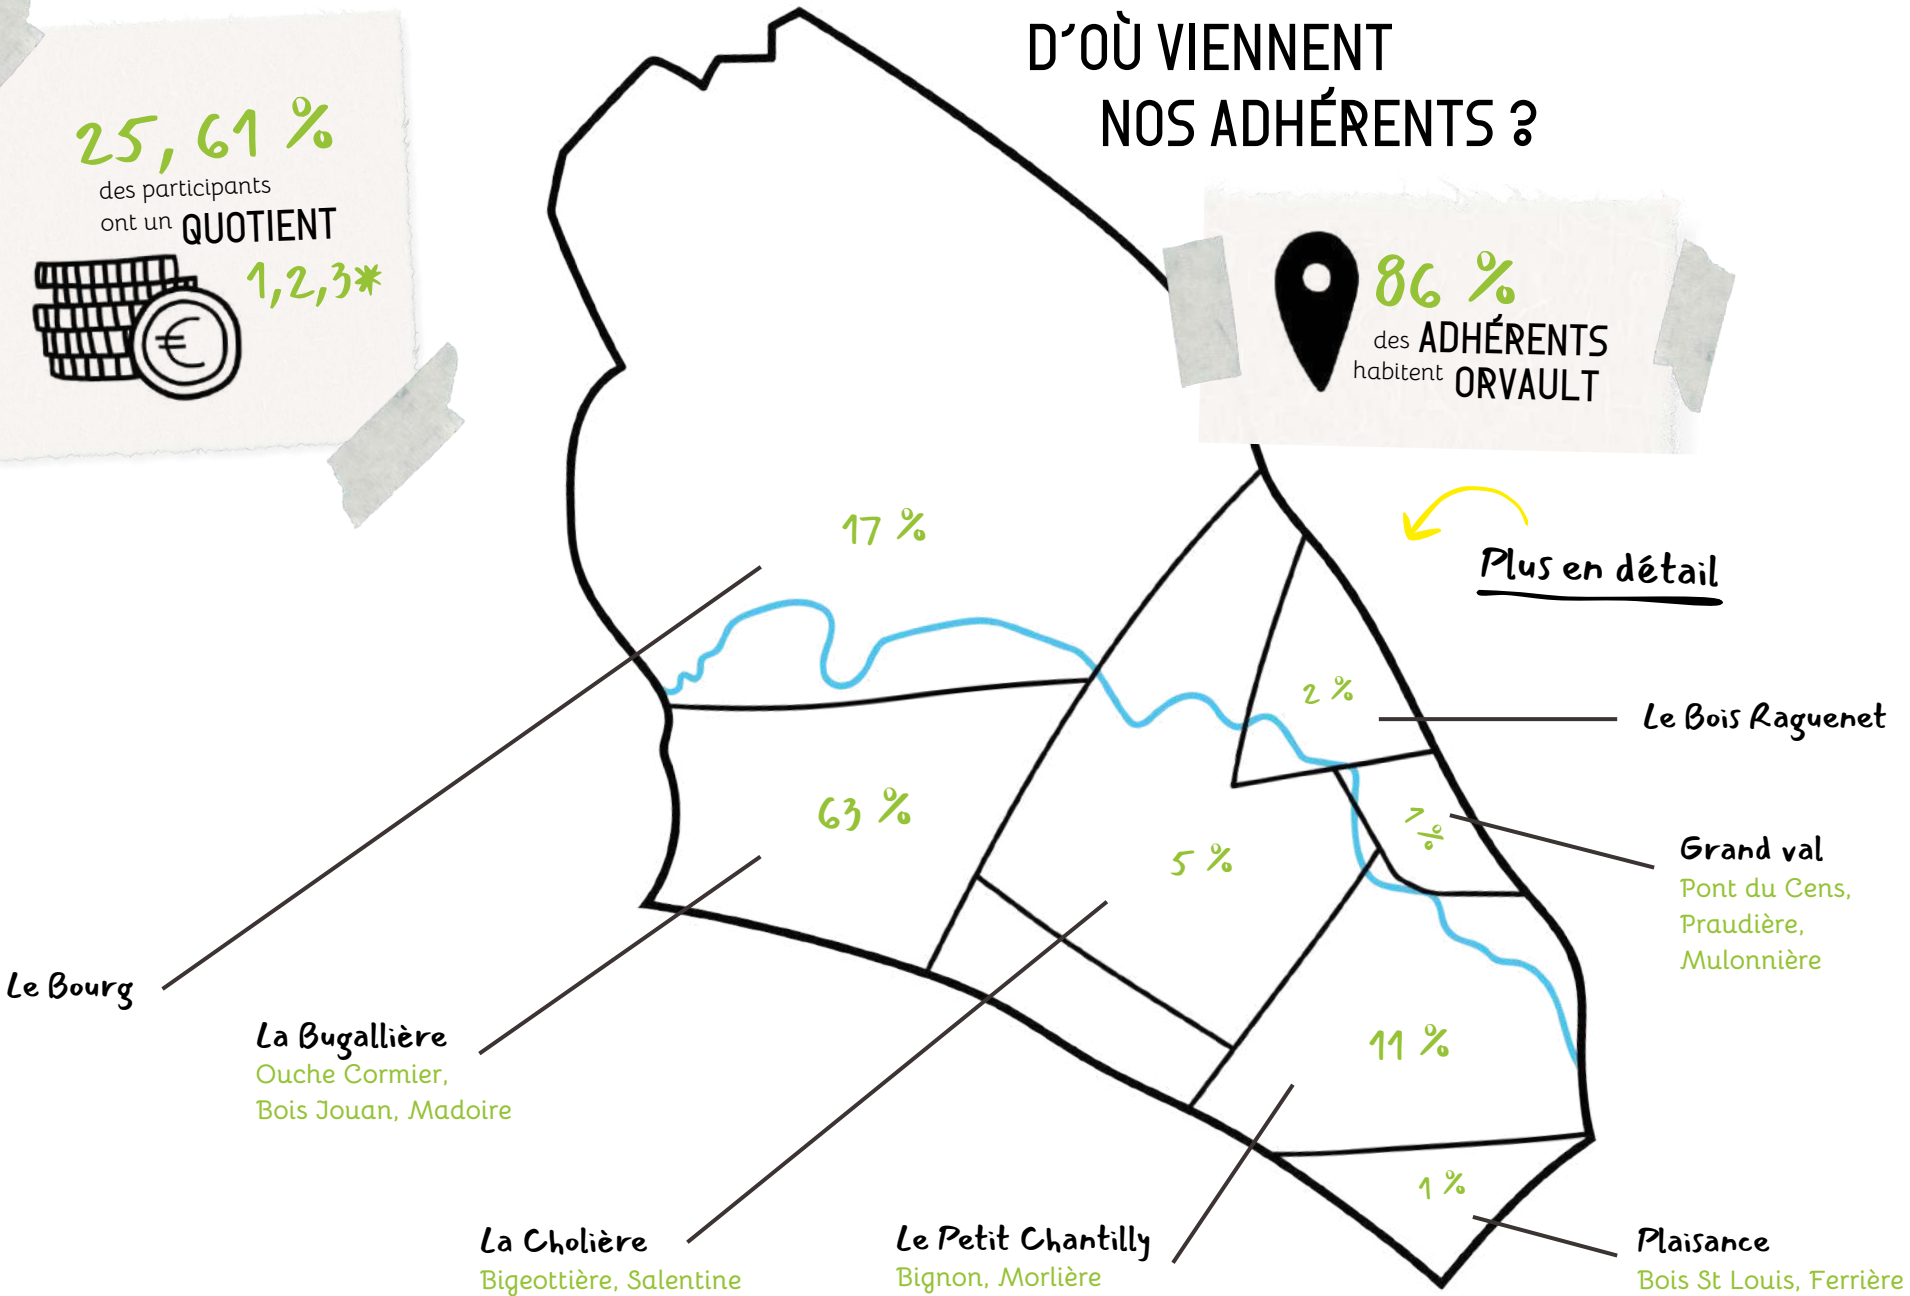 D'OÙ VIENNENT
NOS ADHÉRENTS ?
25,61 %
des participants
ont un QUOTIENT
1,2,3*
86 %
des ADHÉRENTS
habitent ORVAULT
Plus en détail
17 %
2 %
Le Bois Raguenet
63 %
5 %
1 %
Grand val
Pont du Cens,
Praudière,
Mulonnière
Le Bourg
La Bugallière
Ouche Cormier,
Bois Jouan, Madoire
11 %
1 %
La Cholière
Bigeottière, Salentine
Le Petit Chantilly
Bignon, Morlière
Plaisance
Bois St Louis, Ferrière